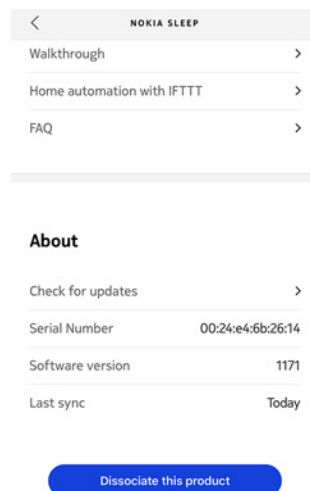 NOKIA SLEEP
Walkthrough
Home automation with IFTTT
FAQ
About
Check for updates
Serial Number 00:24:e4:6b:26:14
Software version 1171
Last sync Today
Dissociate this product